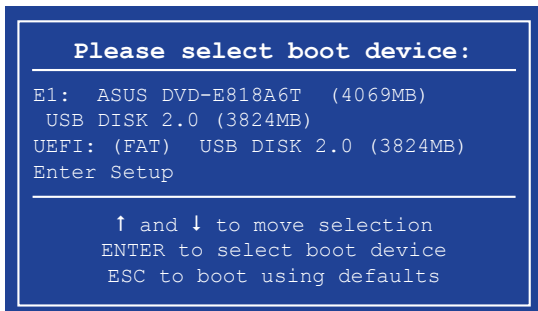 Please select boot device:
E1: ASUS DVD-E818A6T (4069MB)
USB DISK 2.0 (3824MB)
UEFI: (FAT) USB DISK 2.0 (3824MB)
Enter Setup
↑ and ↓ to move selection
ENTER to select boot device
ESC to boot using defaults